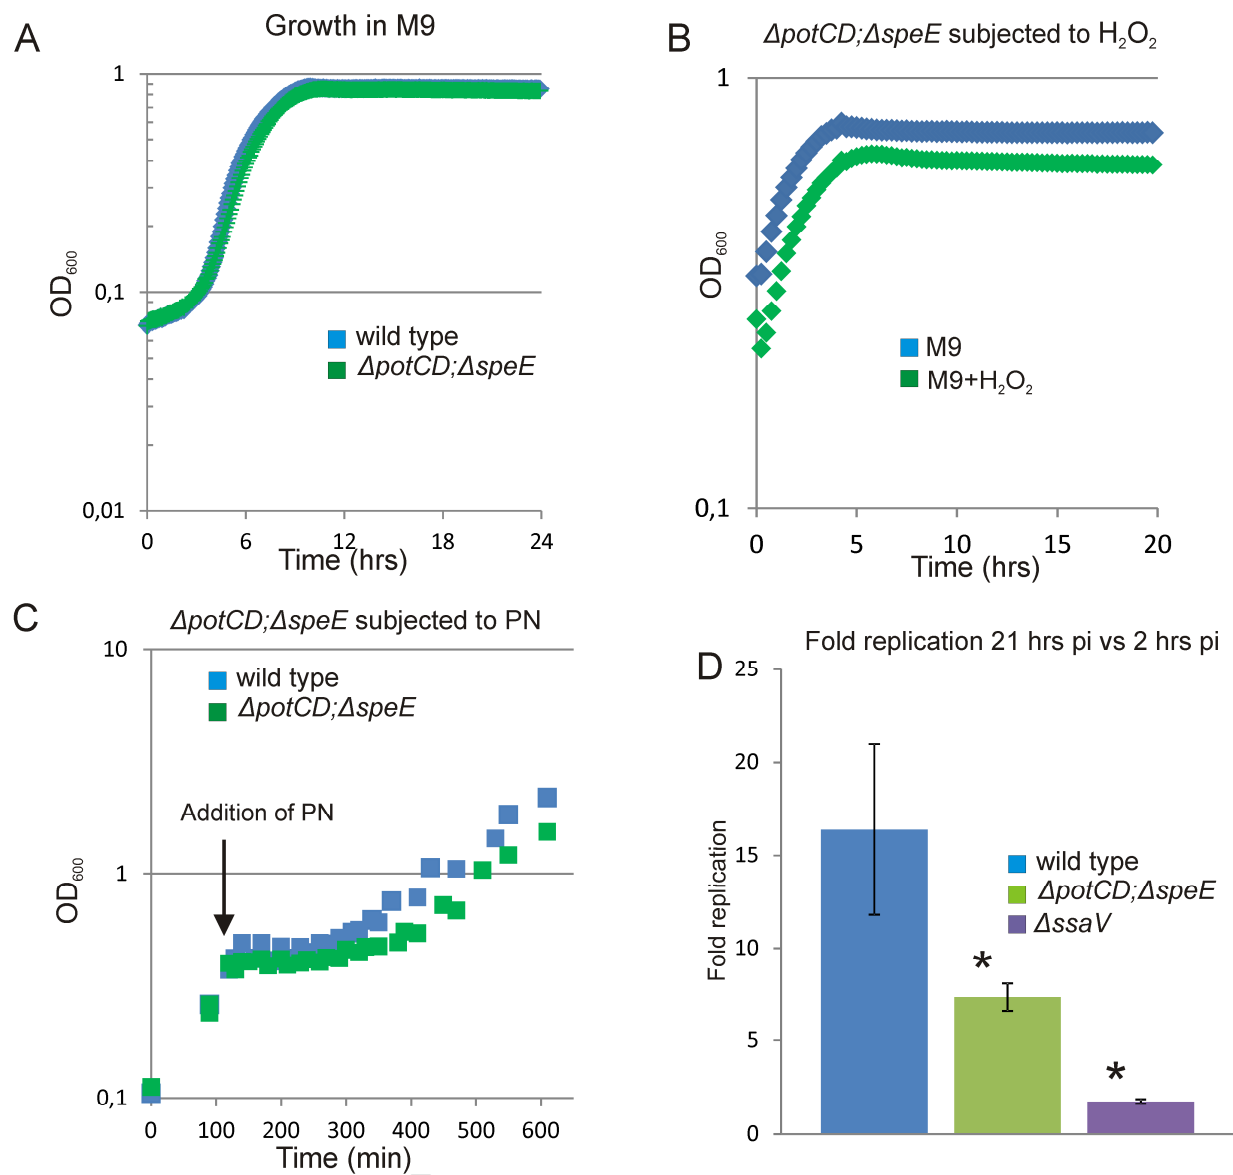 A
Growth in M9
1
0,1
0,01
OD600
wild type
ΔpotCD;ΔspeE
0
6
12
18
24
Time (hrs)
B
ΔpotCD;ΔspeE subjected to H2O2
1
0,1
OD600
M9
M9+H2O2
0
5
10
15
20
Time (hrs)
C
ΔpotCD;ΔspeE subjected to PN
10
1
0,1
OD600
wild type
ΔpotCD;ΔspeE
Addition of PN
0
100
200
300
400
500
600
Time (min)
D
Fold replication 21 hrs pi vs 2 hrs pi
25
20
15
10
5
0
Fold replication
wild type
ΔpotCD;ΔspeE
ΔssaV
*
*